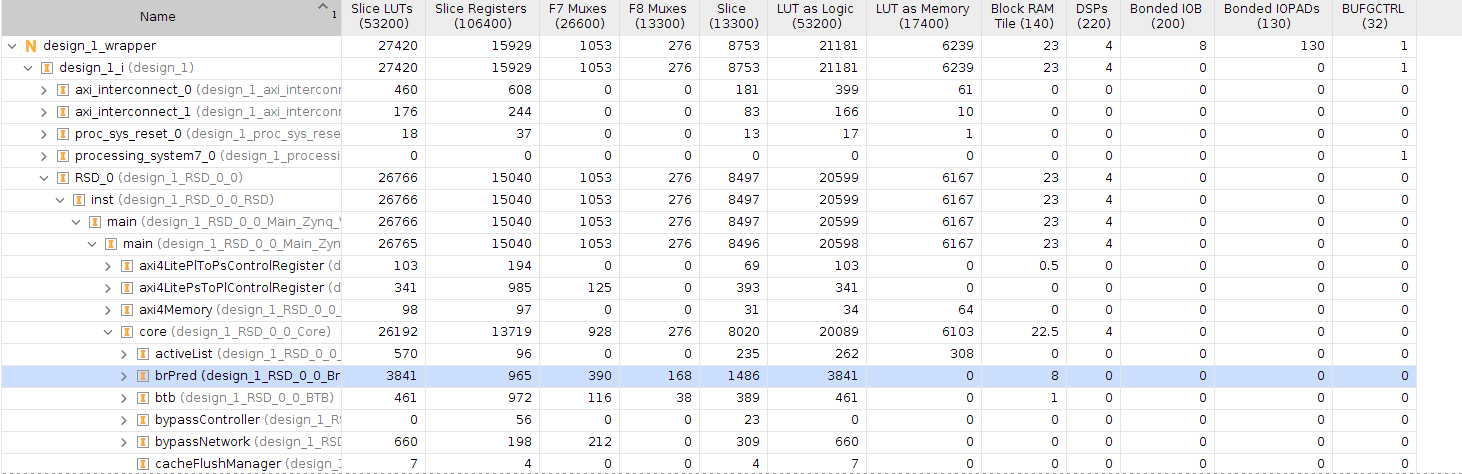 Name 1 Slice LUTs (53200) Slice Registers (106400) F7 Muxes (26600) F8 Muxes (13300) Slice (13300) LUT as Logic (53200) LUT as Memory (17400) Block RAM Tile (140) DSPs (220) Bonded IOB (200) Bonded IOPADs (130) BUFGCTRL (32)
N design_1_wrapper 27420 15929 1053 276 8753 21181 6239 23 4 8 130 1
design_1_i (design_1) 27420 15929 1053 276 8753 21181 6239 23 4 0 0 1
axi_interconnect_0 (design_1_axi_interconn 460 608 0 0 181 399 61 0 0 0 0 0
axi_interconnect_1 (design_1_axi_interconn 176 244 0 0 83 166 10 0 0 0 0 0
proc_sys_reset_0 (design_1_proc_sys_rese 18 37 0 0 13 17 1 0 0 0 0 0
processing_system7_0 (design_1_processi 0 0 0 0 0 0 0 0 0 0 0 1
RSD_0 (design_1_RSD_0_0) 26766 15040 1053 276 8497 20599 6167 23 4 0 0 0
inst (design_1_RSD_0_0_RSD) 26766 15040 1053 276 8497 20599 6167 23 4 0 0 0
main (design_1_RSD_0_0_Main_Zynq_ 26766 15040 1053 276 8497 20599 6167 23 4 0 0 0
main (design_1_RSD_0_0_Main_Zyn 26765 15040 1053 276 8496 20598 6167 23 4 0 0 0
axi4LitePlToPsControlRegister (d 103 194 0 0 69 103 0 0.5 0 0 0 0
axi4LitePsToPlControlRegister (d 341 985 125 0 393 341 0 0 0 0 0 0
axi4Memory (design_1_RSD_0_0_ 98 97 0 0 31 34 64 0 0 0 0 0
core (design_1_RSD_0_0_Core) 26192 13719 928 276 8020 20089 6103 22.5 4 0 0 0
activeList (design_1_RSD_0_0_ 570 96 0 0 235 262 308 0 0 0 0 0
brPred (design_1_RSD_0_0_Br 3841 965 390 168 1486 3841 0 8 0 0 0 0
btb (design_1_RSD_0_0_BTB) 461 972 116 38 389 461 0 1 0 0 0 0
bypassController (design_1_R 0 56 0 0 23 0 0 0 0 0 0 0
bypassNetwork (design_1_RSD 660 198 212 0 309 660 0 0 0 0 0 0
cacheFlushManager (design_ 7 4 0 0 4 7 0 0 0 0 0 0